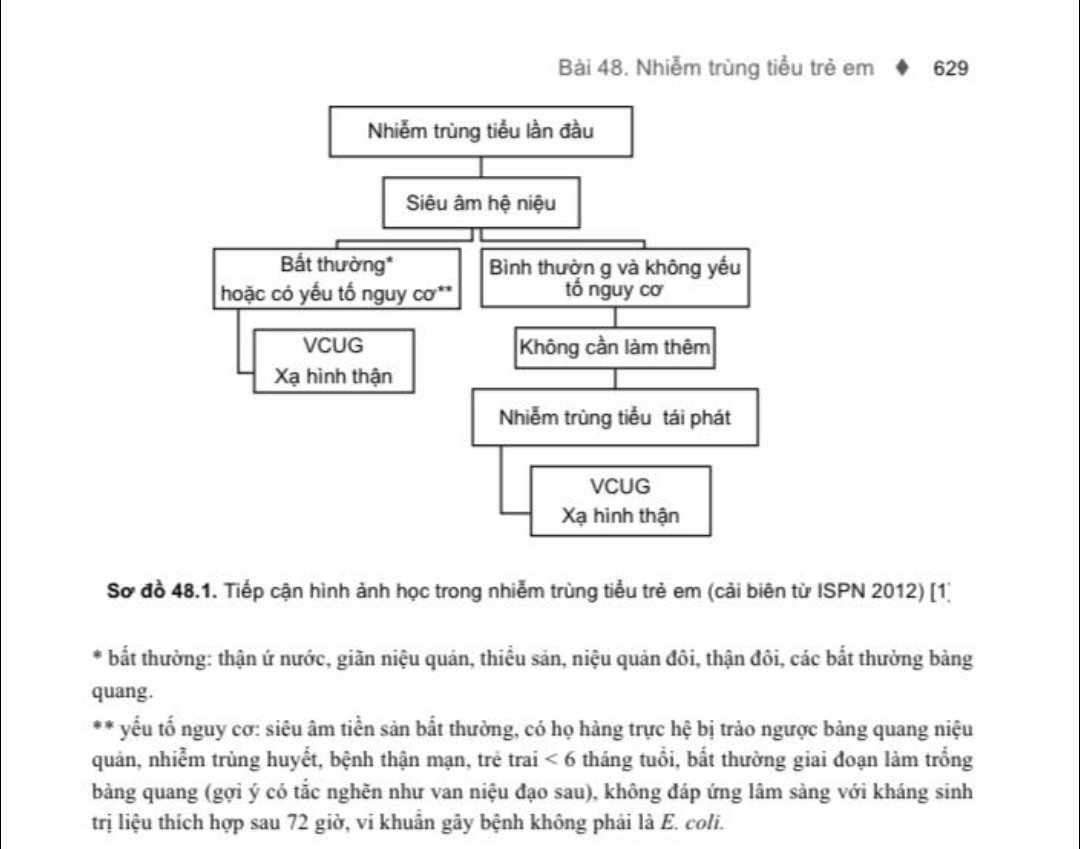 Bài 48. Nhiễm trùng tiểu trẻ em ♦ 629
Nhiễm trùng tiểu lần đầu
Siêu âm hệ niệu
Bất thường*
hoặc có yếu tố nguy cơ**
VCUG
Xạ hình thận
Bình thườn g và không yếu
tố nguy cơ
Không cần làm thêm
Nhiễm trùng tiểu tái phát
VCUG
Xạ hình thận
Sơ đồ 48.1. Tiếp cận hình ảnh học trong nhiễm trùng tiểu trẻ em (cải biên từ ISPN 2012) [1]
* bất thường: thận ứ nước, giãn niệu quản, thiểu sản, niệu quản đôi, thận đôi, các bất thường bàng
quang.
** yếu tố nguy cơ: siêu âm tiền sản bất thường, có họ hàng trực hệ bị trào ngược bàng quang niệu
quản, nhiễm trùng huyết, bệnh thận mạn, trẻ trai < 6 tháng tuổi, bất thường giai đoạn làm trống
bàng quang (gợi ý có tắc nghẽn như van niệu đạo sau), không đáp ứng lâm sàng với kháng sinh
trị liệu thích hợp sau 72 giờ, vi khuẩn gây bệnh không phải là E. coli.